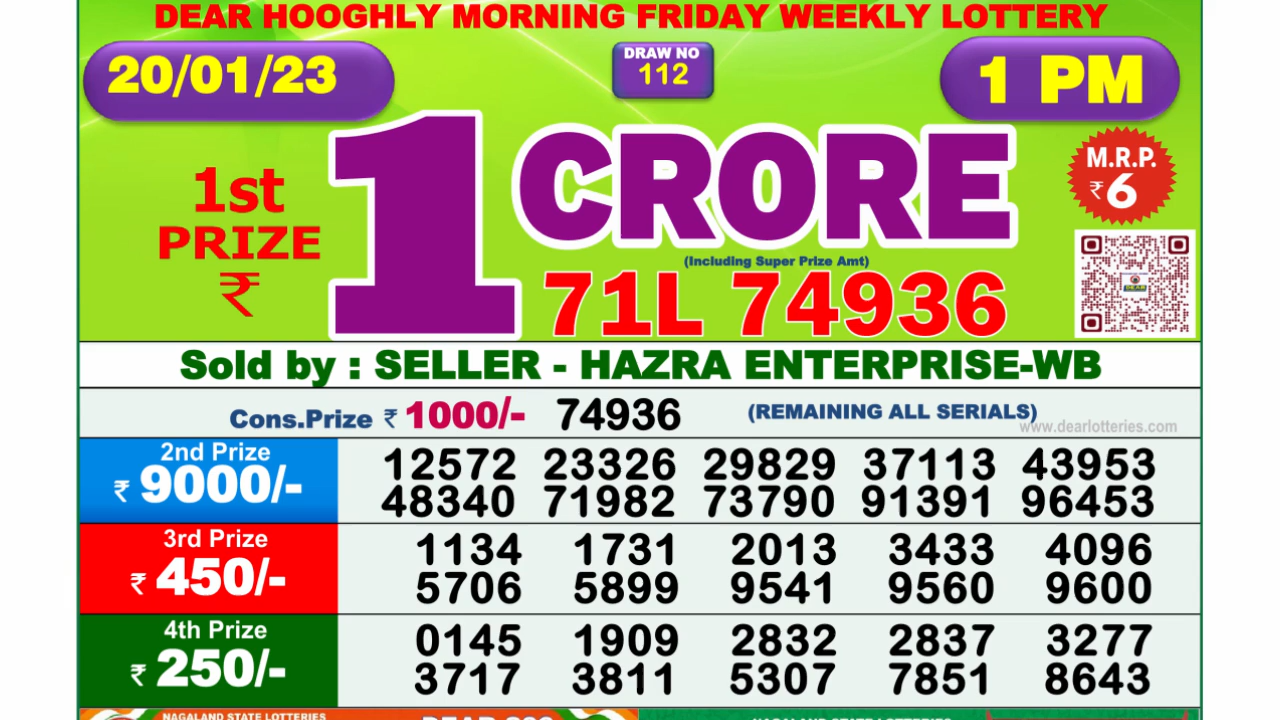 DEAR HOOGHLY MORNING FRIDAY WEEKLY LOTTERY
20/01/23
DRAW NO
112
1 PM
1st
PRIZE
₹
1 CRORE
(Including Super Prize Amt)
71L 74936
M.R.P.
₹ 6
Sold by : SELLER - HAZRA ENTERPRISE-WB
Cons.Prize ₹ 1000/- 74936 (REMAINING ALL SERIALS)
www.dearlotteries.com
2nd Prize
₹ 9000/-
12572 23326 29829 37113 43953
48340 71982 73790 91391 96453
3rd Prize
₹ 450/-
1134 1731 2013 3433 4096
5706 5899 9541 9560 9600
4th Prize
₹ 250/-
0145 1909 2832 2837 3277
3717 3811 5307 7851 8643
NAGALAND STATE LOTTERIES
NAGALAND STATE LOTTERIES